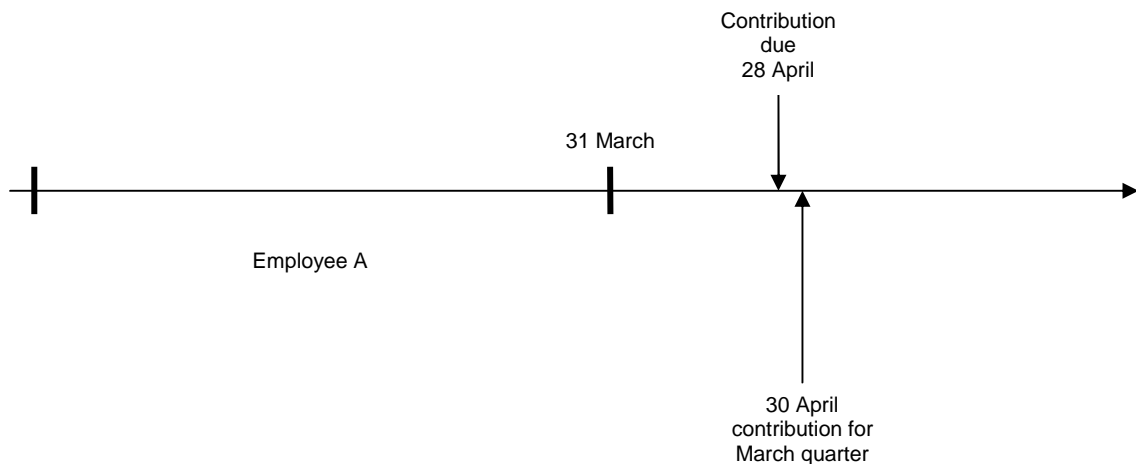 Contribution
due
28 April
31 March
Employee A
30 April
contribution for
March quarter